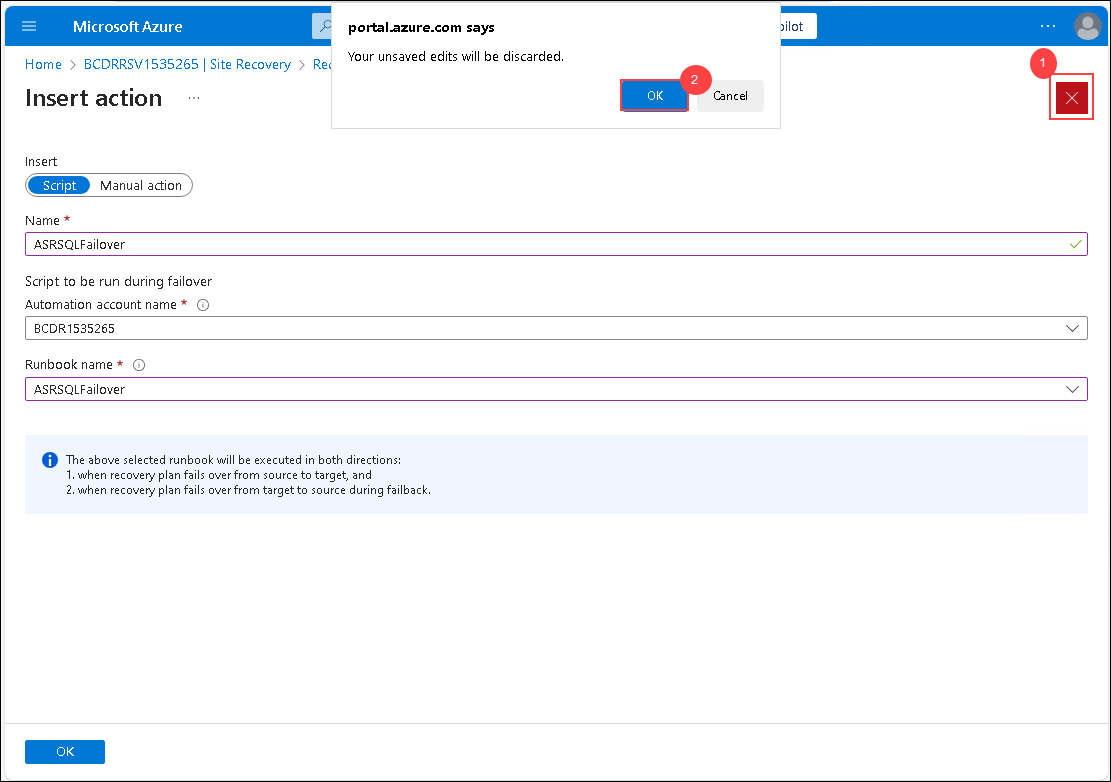 Microsoft Azure
portal.azure.com says
Your unsaved edits will be discarded.
OK
2
Cancel
pilot
...
Home > BCDRRSV1535265 | Site Recovery > Rec
1
Insert action
...
Insert
Script
Manual action
Name *
ASRSQLFailover
Script to be run during failover
Automation account name *
BCDR1535265
Runbook name *
ASRSQLFailover
The above selected runbook will be executed in both directions:
1. when recovery plan fails over from source to target, and
2. when recovery plan fails over from target to source during failback.
OK